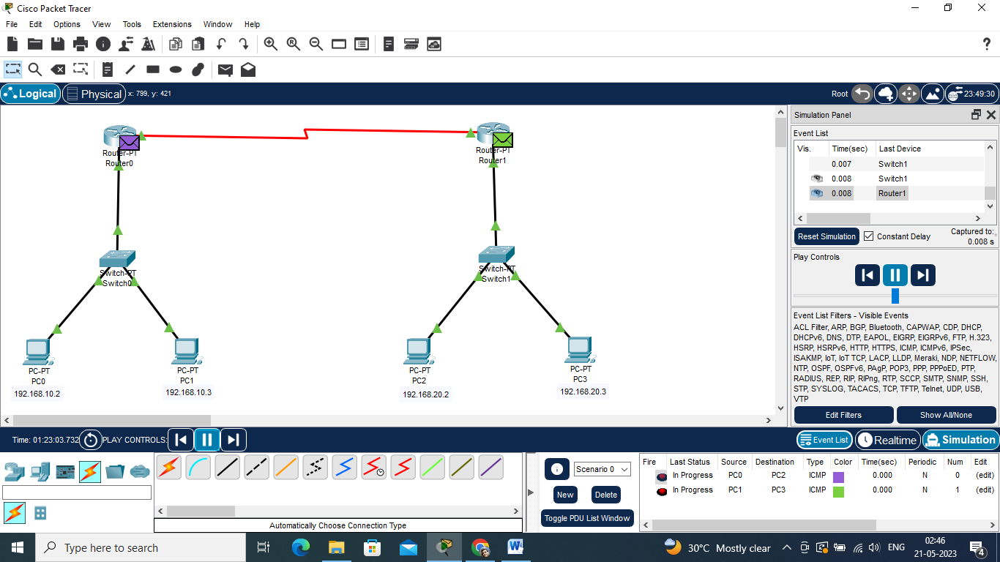 Cisco Packet Tracer
File Edit Options View Tools Extensions Window Help
Logical Physical x: 799, y: 421 Root 23:49:30
Router-PT
Router0
Router-PT
Router1
Switch-PT
Switch0
Switch-PT
Switch1
PC-PT
PC0
192.168.10.2
PC-PT
PC1
192.168.10.3
PC-PT
PC2
192.168.20.2
PC-PT
PC3
192.168.20.3
Simulation Panel
Event List
Vis. Time(sec) Last Device
0.007 Switch1
0.008 Switch1
0.008 Router1
Reset Simulation Constant Delay Captured to:
0.008 s
Play Controls
Event List Filters - Visible Events
ACL Filter, ARP, BGP, Bluetooth, CAPWAP, CDP, DHCP,
DHCPv6, DNS, DTP, EAPOL, EIGRP, EIGRPv6, FTP, H.323,
HSRP, HSRPv6, HTTP, HTTPS, ICMP, ICMPv6, IPSec,
ISAKMP, IoT, IoT TCP, LACP, LLDP, Meraki, NDP, NETFLOW,
NTP, OSPF, OSPFv6, PAgP, POP3, PPP, PPPoED, PTP,
RADIUS, REP, RIP, RIPng, RTP, SCCP, SMTP, SNMP, SSH,
STP, SYSLOG, TACACS, TCP, TFTP, Telnet, UDP, USB,
VTP
Edit Filters Show All/None
Time: 01:23:03.732 PLAY CONTROLS: Event List Realtime Simulation
Automatically Choose Connection Type
Scenario 0
New Delete
Toggle PDU List Window
Fire Last Status Source Destination Type Color Time(sec) Periodic Num Edit
In Progress PC0 PC2 ICMP 0.000 N 0 (edit)
In Progress PC1 PC3 ICMP 0.000 N 1 (edit)
Type here to search
30°C Mostly clear ENG 02:46
21-05-2023 4